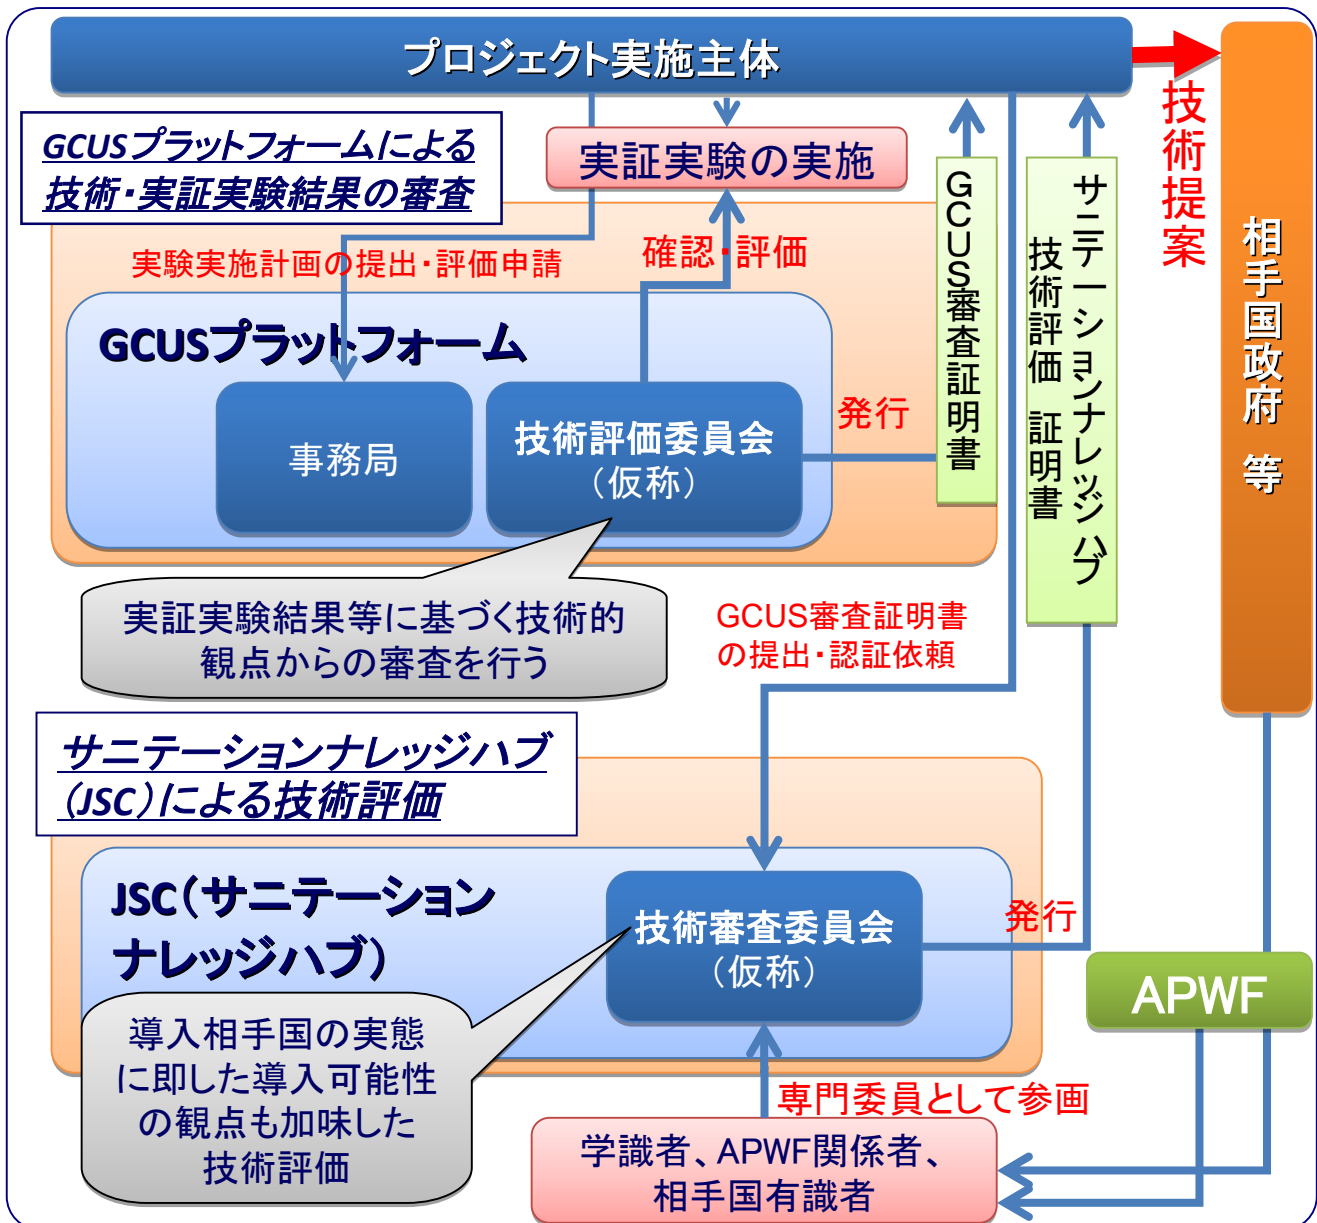 プロジェクト実施主体
技術提案
相手国政府 等
GCUSプラットフォームによる
技術・実証実験結果の審査
実証実験の実施
実験実施計画の提出・評価申請
確認・評価
GCUS審査証明書
サニテーションナレッジハブ
技術評価 証明書
GCUSプラットフォーム
事務局
技術評価委員会
（仮称）
発行
実証実験結果等に基づく技術的
観点からの審査を行う
GCUS審査証明書
の提出・認証依頼
サニテーションナレッジハブ
（JSC）による技術評価
JSC（サニテーション
ナレッジハブ）
技術審査委員会
（仮称）
発行
APWF
導入相手国の実態
に即した導入可能性
の観点も加味した
技術評価
専門委員として参画
学識者、APWF関係者、
相手国有識者